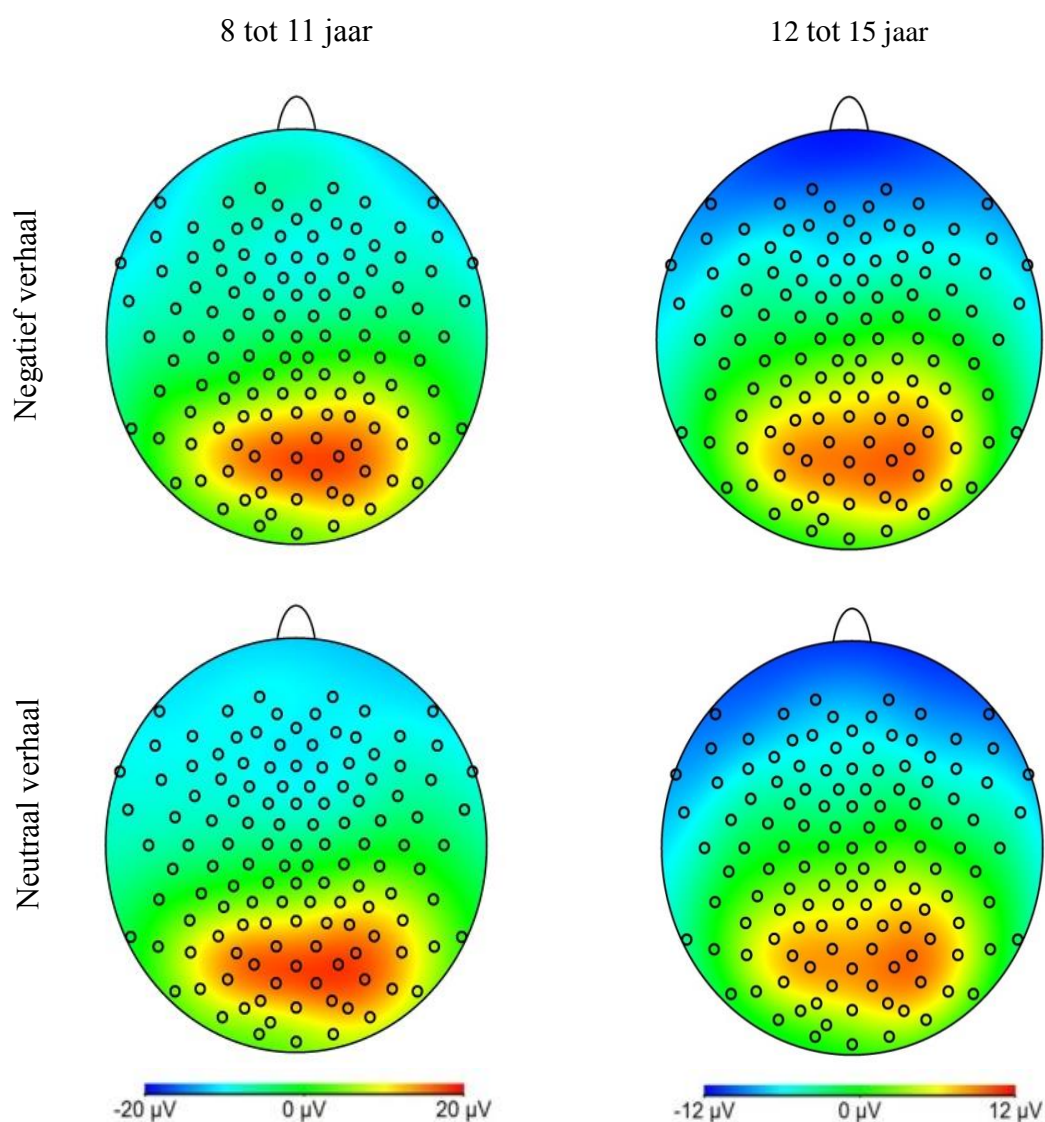 8 tot 11 jaar
12 tot 15 jaar
Negatief verhaal
Neutraal verhaal
-20 µV 0 µV 20 µV
-12 µV 0 µV 12 µV